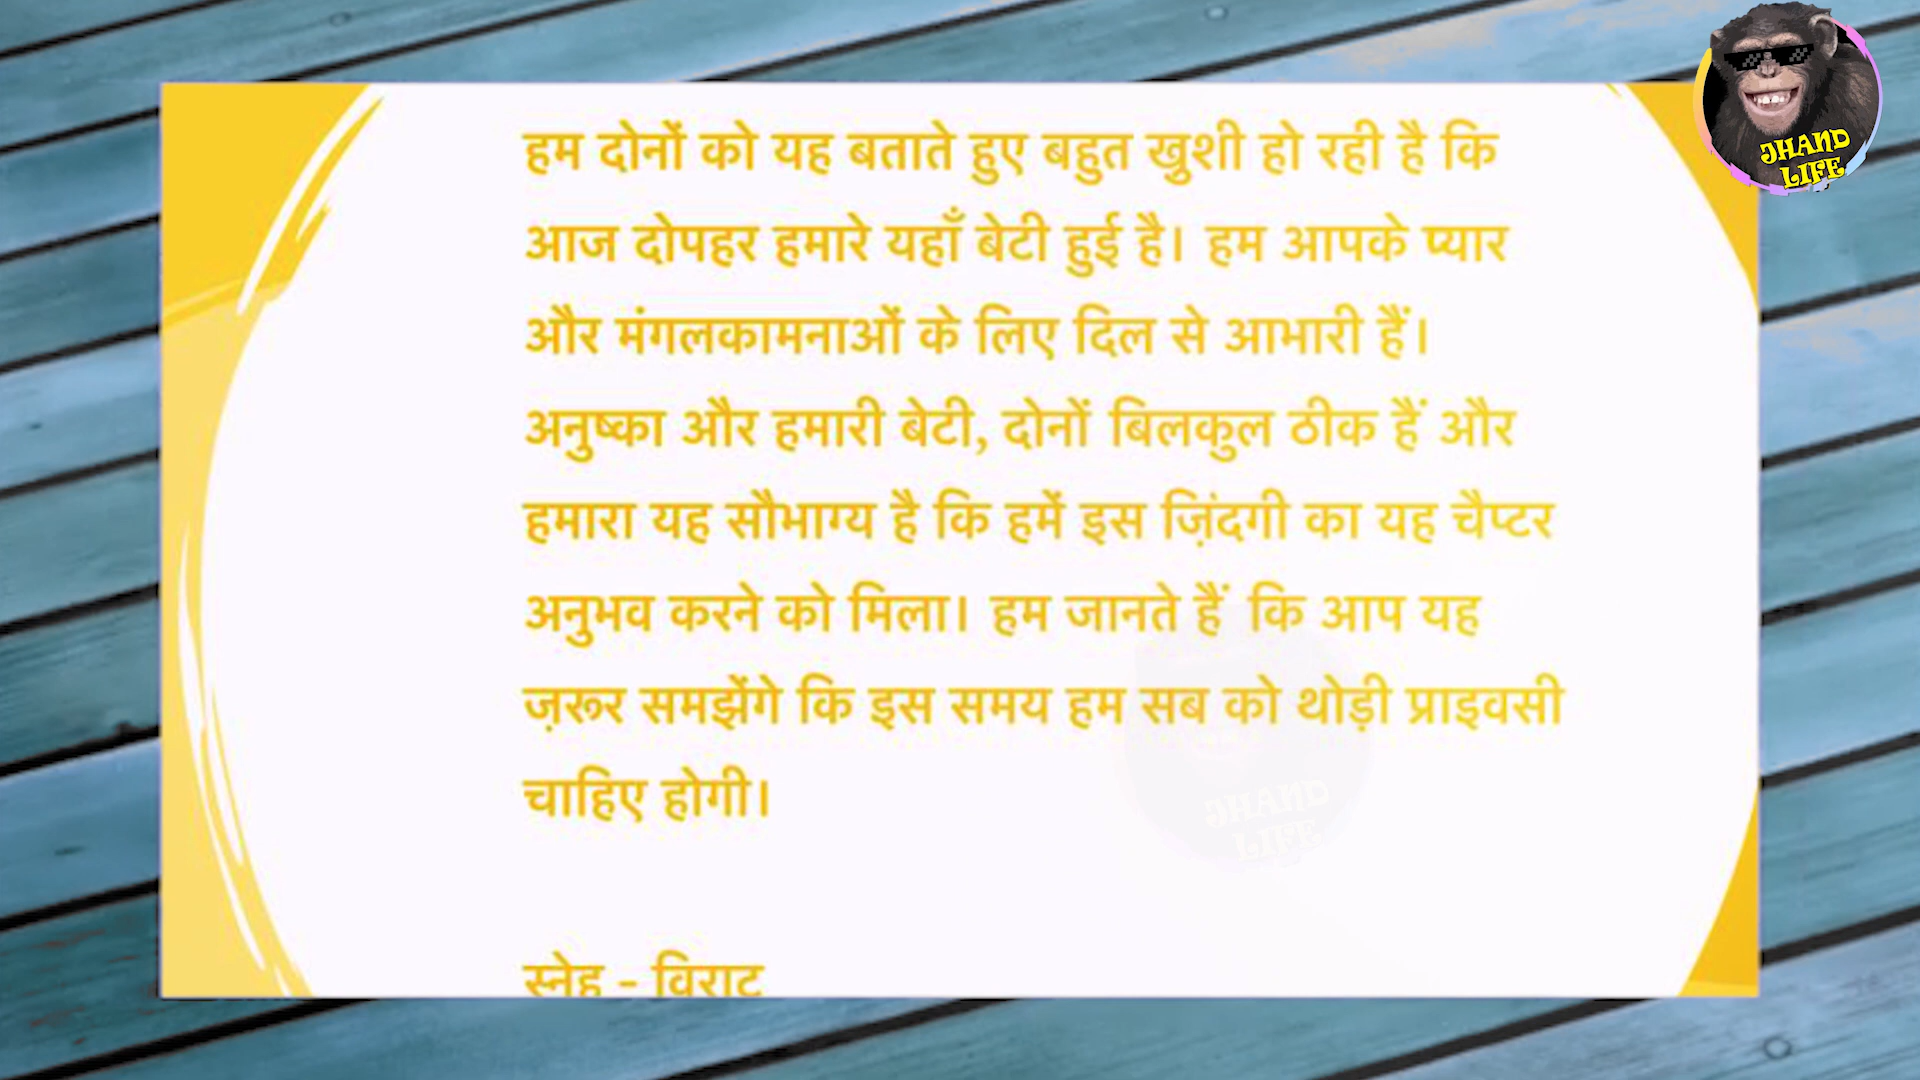 JHAND
LIFE
हम दोनों को यह बताते हुए बहुत खुशी हो रही है कि
आज दोपहर हमारे यहाँ बेटी हुई है। हम आपके प्यार
और मंगलकामनाओं के लिए दिल से आभारी हैं।
अनुष्का और हमारी बेटी, दोनों बिलकुल ठीक हैं और
हमारा यह सौभाग्य है कि हमें इस ज़िंदगी का यह चैप्टर
अनुभव करने को मिला। हम जानते हैं कि आप यह
ज़रूर समझेंगे कि इस समय हम सब को थोड़ी प्राइवसी
चाहिए होगी।
JHAND
LIFE
स्नेह - विराट